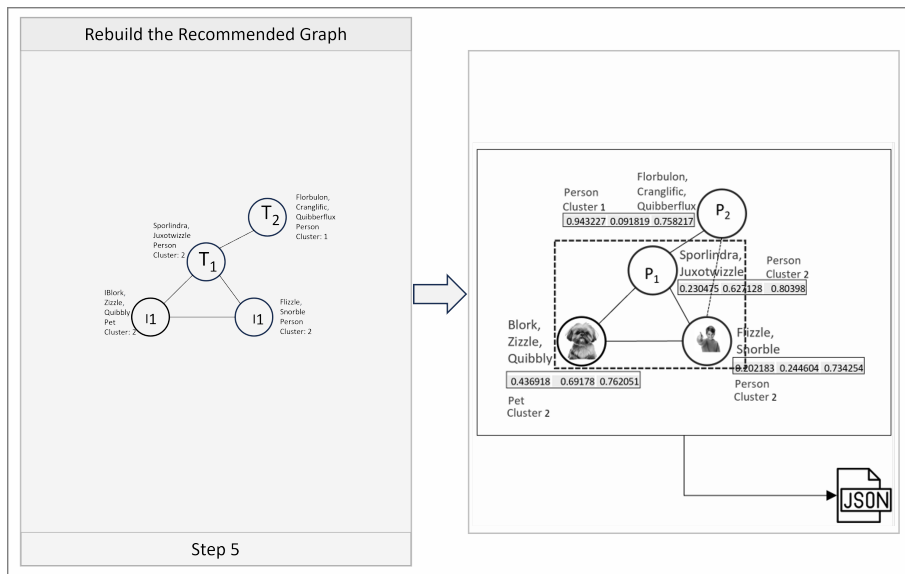 Rebuild the Recommended Graph
Florbulon,
Cranglific,
Quibberflux
Person
Cluster: 1
T2
Sporlindra,
Juxotwizzle
Person
Cluster: 2
T1
IBlork,
Zizzle,
Quibbly
Pet
Cluster: 2
I1
I1
Flizzle,
Snorble
Person
Cluster: 2
Step 5
Florbulon,
Cranglific,
Quibberflux
Person
Cluster 1
0.943227 0.091819 0.758217
P2
P1
Sporlindra,
Juxotwizzle
Person
Cluster 2
0.230475 0.627128 0.80398
Blork,
Zizzle,
Quibbly
0.436918 0.69178 0.762051
Pet
Cluster 2
Flizzle,
Snorble
0.202183 0.244604 0.734254
Person
Cluster 2
JSON